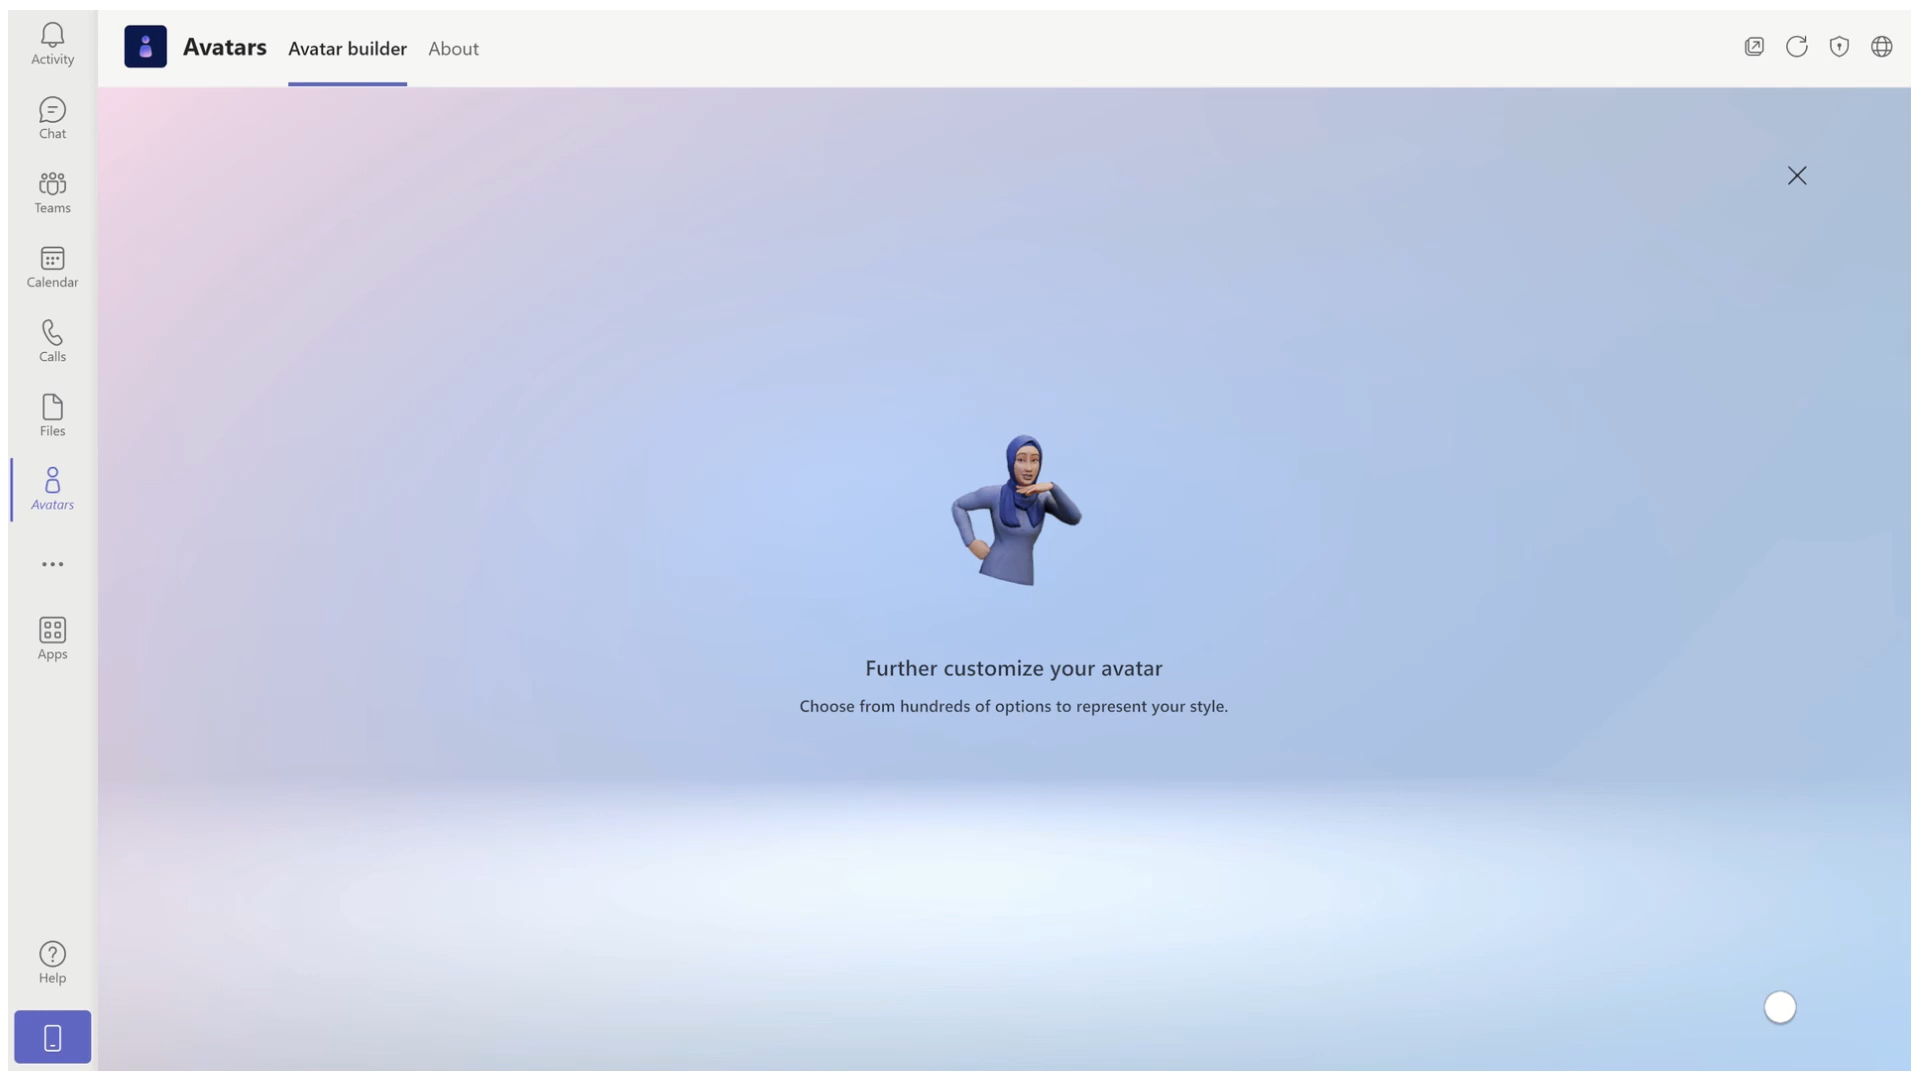 Activity
Chat
Teams
Calendar
Calls
Files
Avatars
Apps
Help
Avatars
Avatar builder
About
Further customize your avatar
Choose from hundreds of options to represent your style.